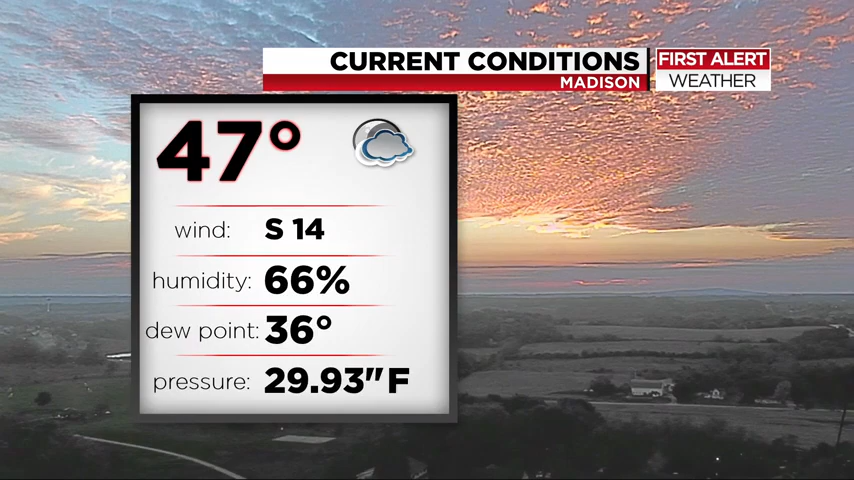 CURRENT CONDITIONS
MADISON
FIRST ALERT
WEATHER
47°
wind: S 14
humidity: 66%
dew point: 36°
pressure: 29.93" F